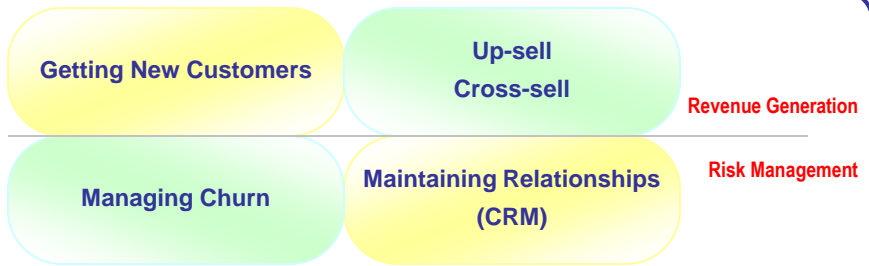 Getting New Customers
Up-sell
Cross-sell
Revenue Generation
Managing Churn
Maintaining Relationships
(CRM)
Risk Management